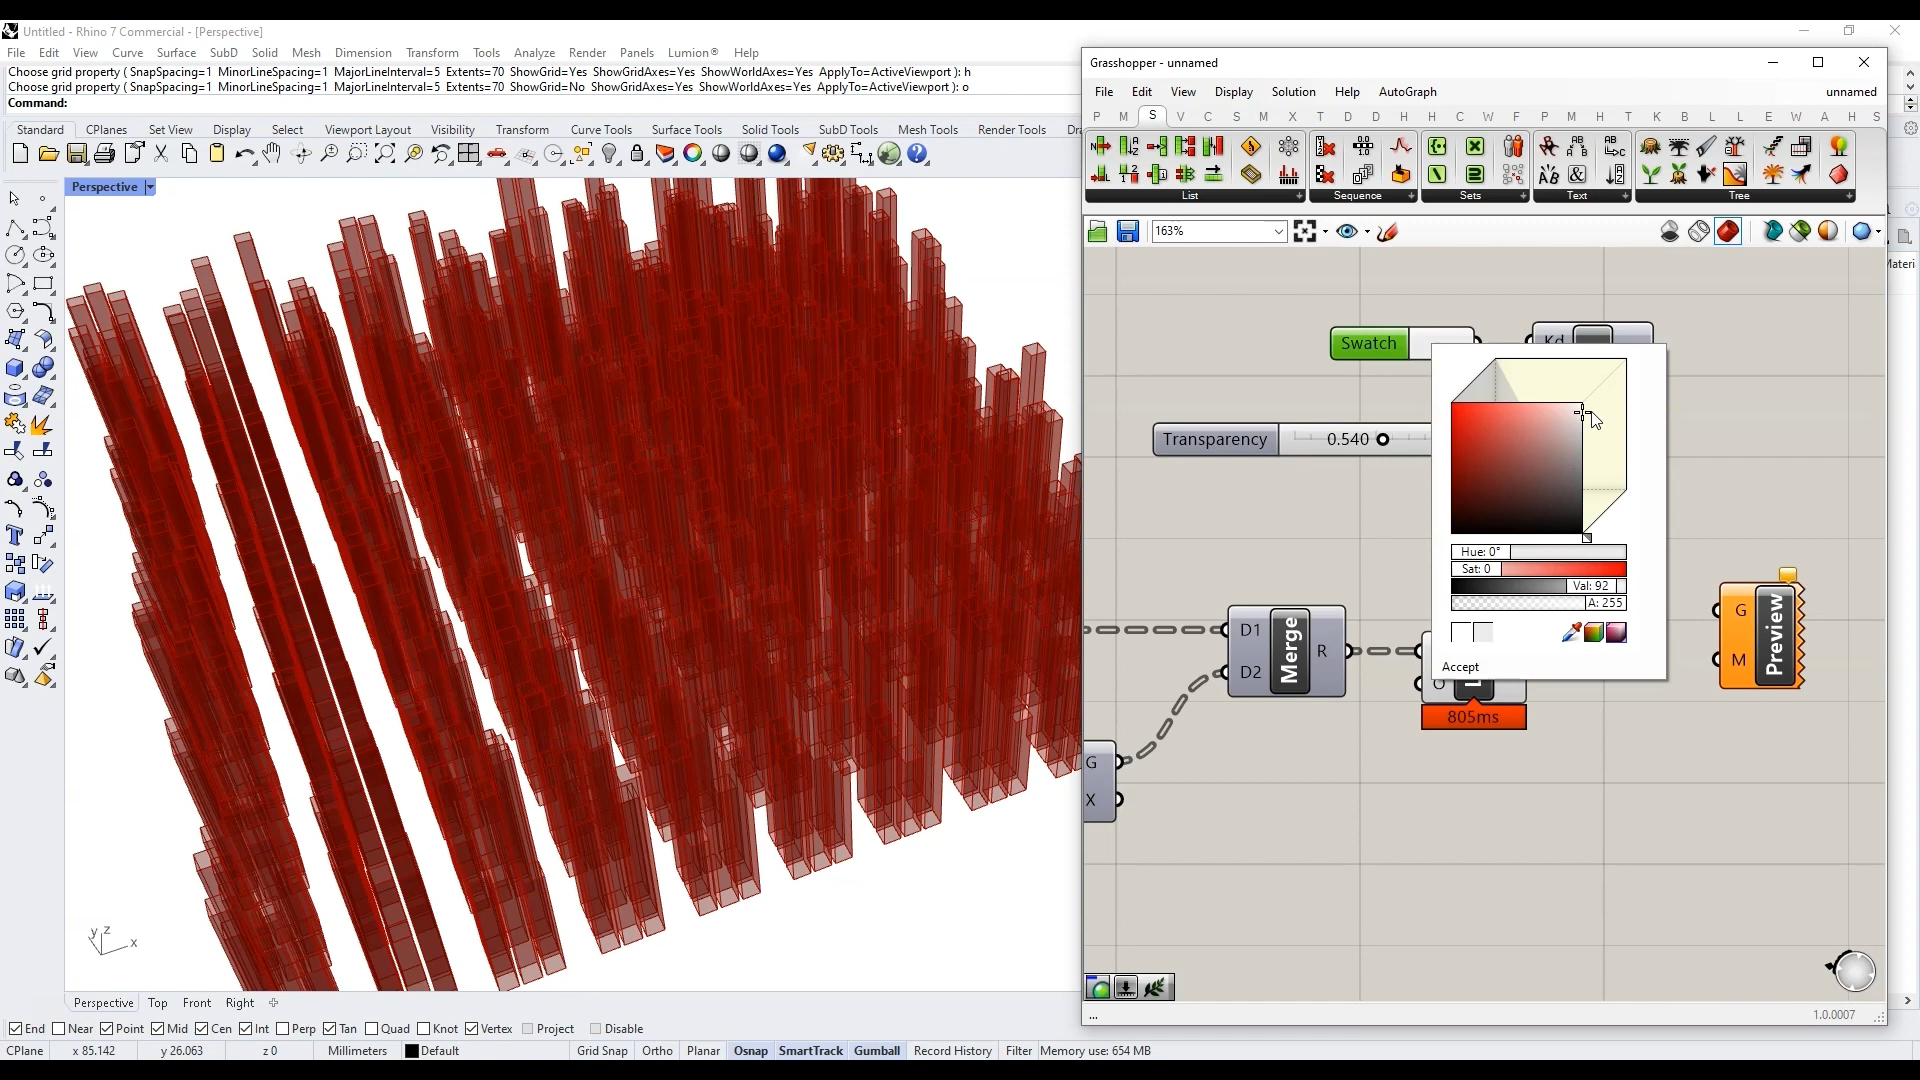 Untitled - Rhino 7 Commercial - [Perspective]
File Edit View Curve Surface SubD Solid Mesh Dimension Transform Tools Analyze Render Panels Lumion® Help
Choose grid property ( SnapSpacing=1 MinorLineSpacing=1 MajorLineInterval=5 Extents=70 ShowGrid=Yes ShowGridAxes=Yes ShowWorldAxes=Yes ApplyTo=ActiveViewport ): h
Choose grid property ( SnapSpacing=1 MinorLineSpacing=1 MajorLineInterval=5 Extents=70 ShowGrid=No ShowGridAxes=Yes ShowWorldAxes=Yes ApplyTo=ActiveViewport ): o
Command:
Standard CPlanes Set View Display Select Viewport Layout Visibility Transform Curve Tools Surface Tools Solid Tools SubD Tools Mesh Tools Render Tools Dra
Perspective
Grasshopper - unnamed
File Edit View Display Solution Help AutoGraph unnamed
P M S V C S M X T D D H H C W F P M H T K B L L E W A H S
List Sequence Sets Text Tree
163%
Materi
Swatch
Kd
Transparency 0.540
Hue: 0°
Sat: 0
Val: 92
A: 255
Accept
D1
D2
Merge
R
O
805ms
G
M
Preview
G
X
y z x
Perspective Top Front Right
...
1.0.0007
End Near Point Mid Cen Int Perp Tan Quad Knot Vertex Project Disable
CPlane x 85.142 y 26.063 z 0 Millimeters Default Grid Snap Ortho Planar Osnap SmartTrack Gumball Record History Filter Memory use: 654 MB